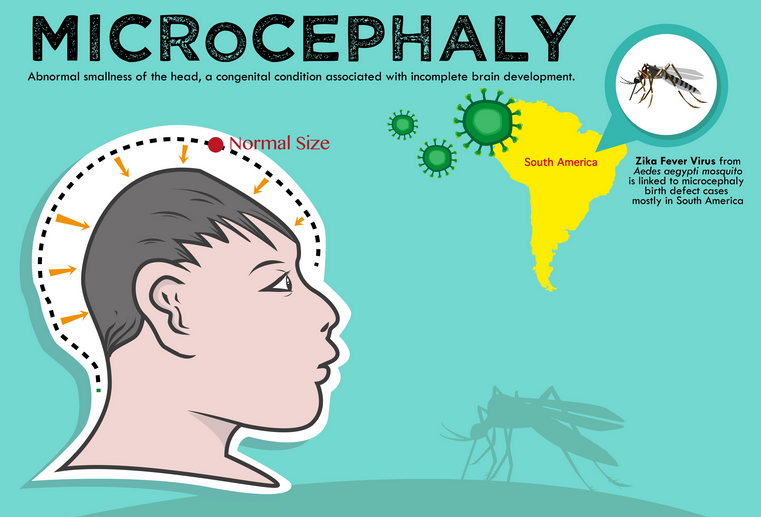 MICROCEPHALY
Abnormal smallness of the head, a congenital condition associated with incomplete brain development.
Normal Size
South America
Zika Fever Virus from
Aedes aegypti mosquito
is linked to microcephaly
birth defect cases
mostly in South America